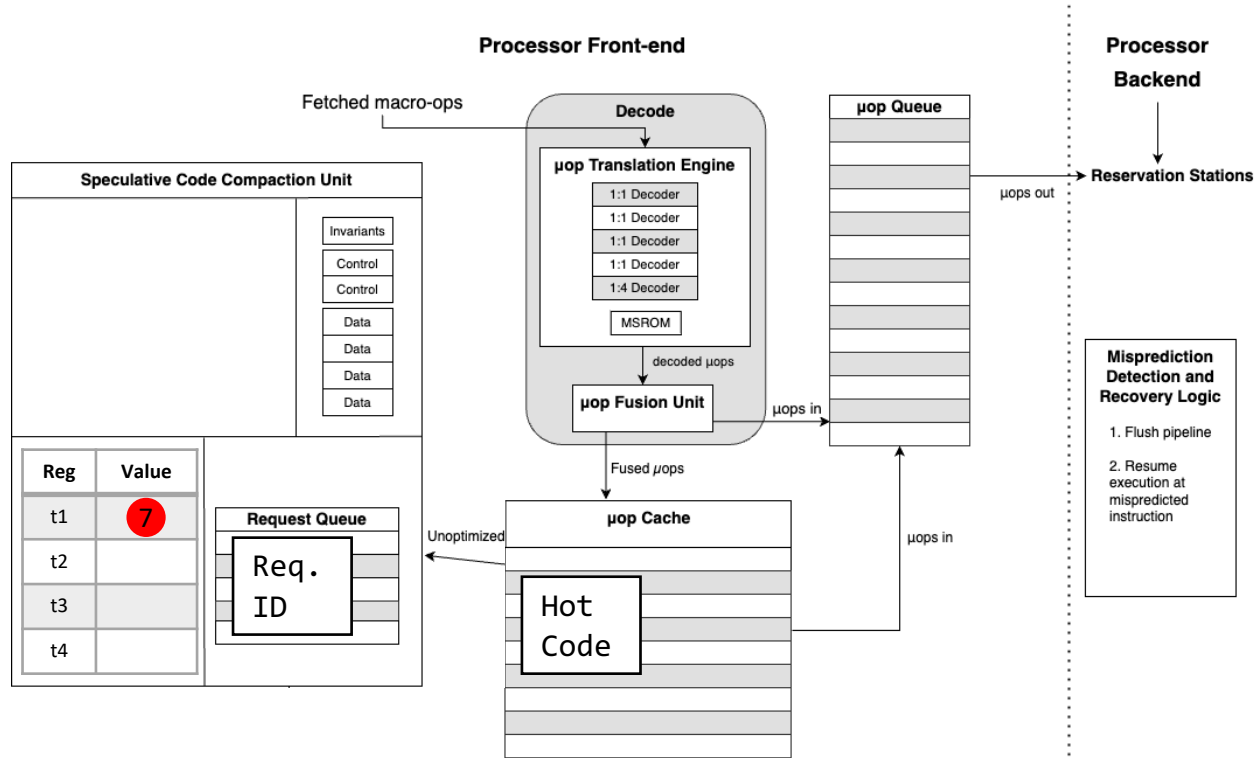 Processor Front-end
Processor
Backend
Fetched macro-ops
Decode
µop Queue
µop Translation Engine
1:1 Decoder
1:1 Decoder
1:1 Decoder
1:1 Decoder
1:4 Decoder
MSROM
decoded µops
µop Fusion Unit
µops in
µops out
Reservation Stations
Speculative Code Compaction Unit
Invariants
Control
Control
Data
Data
Data
Data
Reg Value
t1 7
t2
t3
t4
Request Queue
Req.
ID
Unoptimized
Fused µops
µop Cache
Hot
Code
µops in
Misprediction
Detection and
Recovery Logic
1. Flush pipeline
2. Resume
execution at
mispredicted
instruction